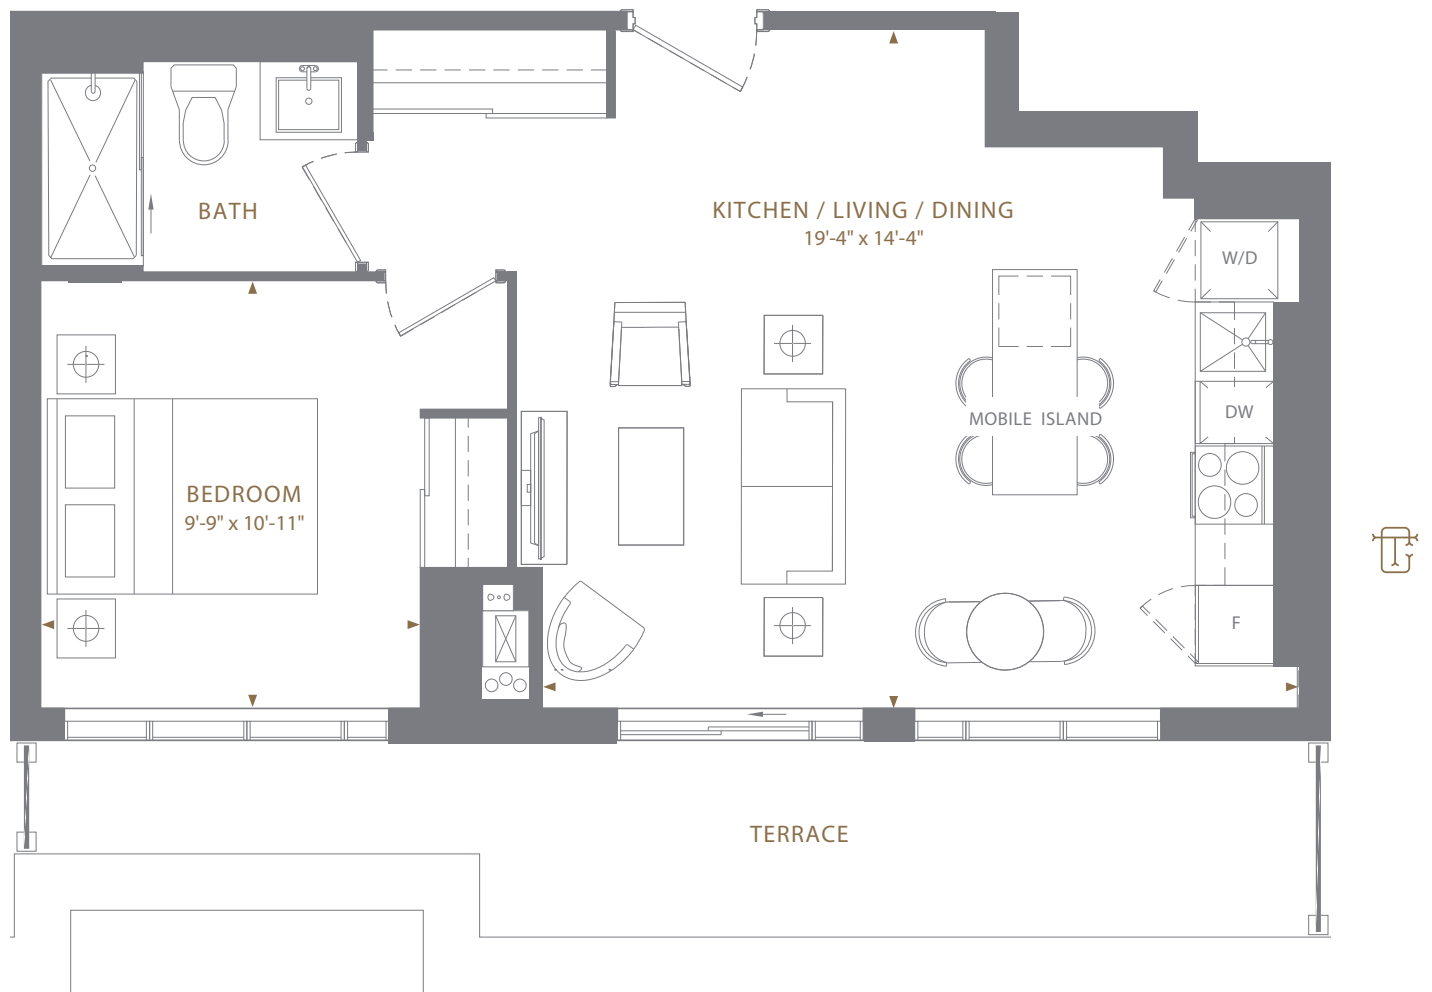 BATH
KITCHEN / LIVING / DINING
19'-4" x 14'-4"
W/D
MOBILE ISLAND
DW
BEDROOM
9'-9" x 10'-11"
F
TERRACE